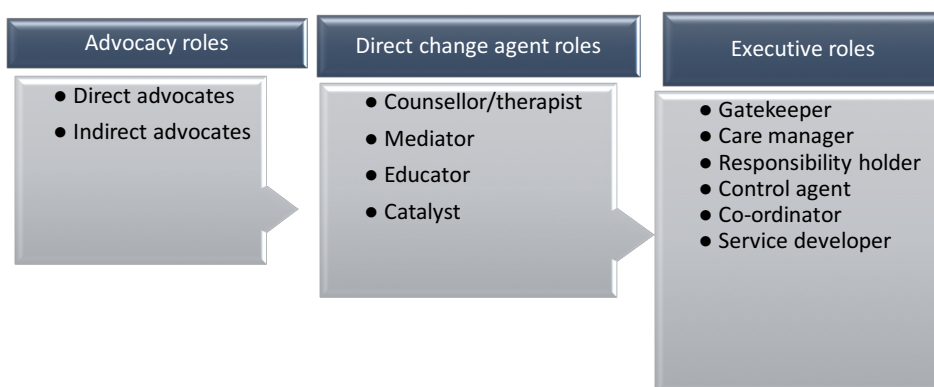 Advocacy roles
● Direct advocates
● Indirect advocates
Direct change agent roles
● Counsellor/therapist
● Mediator
● Educator
● Catalyst
Executive roles
● Gatekeeper
● Care manager
● Responsibility holder
● Control agent
● Co-ordinator
● Service developer